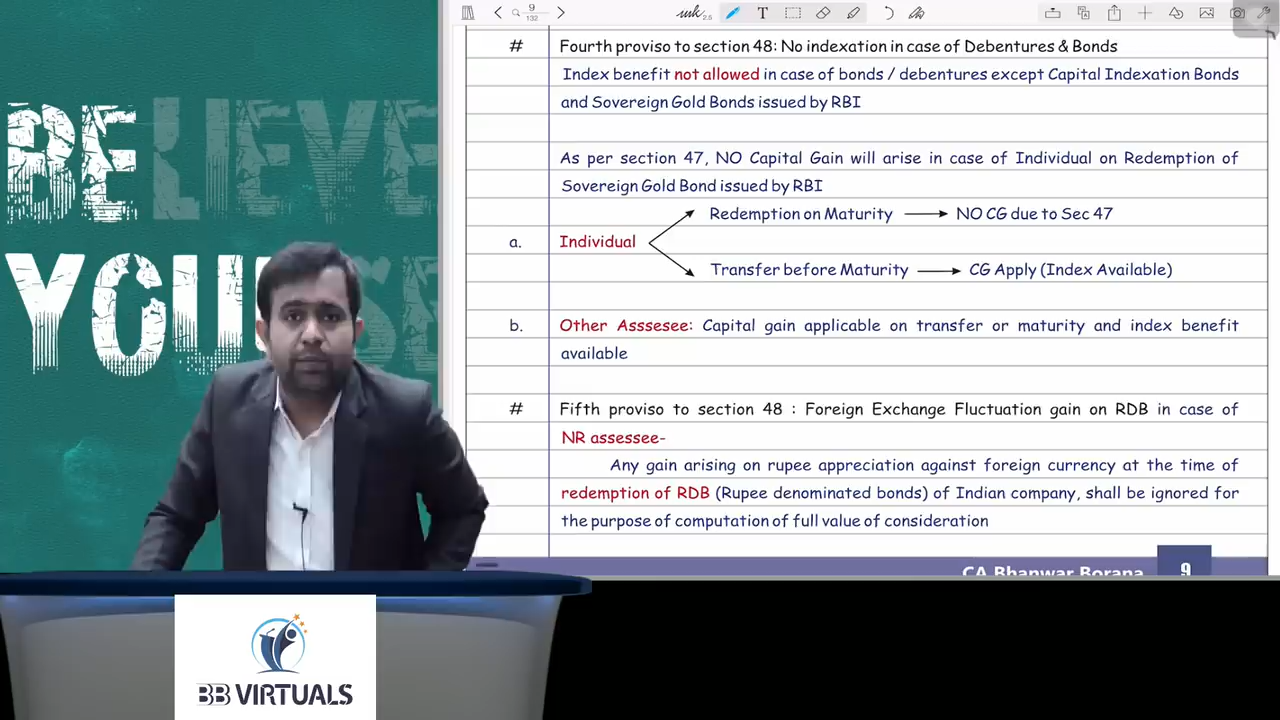 9
132
2.5
T
# Fourth proviso to section 48: No indexation in case of Debentures & Bonds
Index benefit not allowed in case of bonds / debentures except Capital Indexation Bonds
and Sovereign Gold Bonds issued by RBI
As per section 47, NO Capital Gain will arise in case of Individual on Redemption of
Sovereign Gold Bond issued by RBI
Redemption on Maturity NO CG due to Sec 47
a. Individual
Transfer before Maturity CG Apply (Index Available)
b. Other Asssesee: Capital gain applicable on transfer or maturity and index benefit
available
# Fifth proviso to section 48 : Foreign Exchange Fluctuation gain on RDB in case of
NR assessee-
Any gain arising on rupee appreciation against foreign currency at the time of
redemption of RDB (Rupee denominated bonds) of Indian company, shall be ignored for
the purpose of computation of full value of consideration
CA Bhanwar Borana 9
BELIEVE
YOU SE
BB VIRTUALS